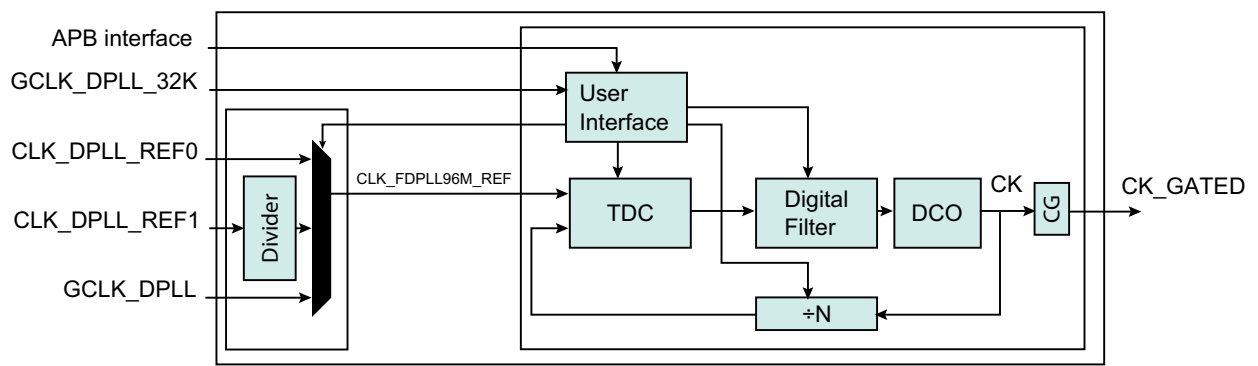 APB interface
GCLK_DPLL_32K
User
Interface
CLK_DPLL_REF0
CLK_FDPLL96M_REF
CLK_DPLL_REF1
Divider
TDC
Digital
Filter
DCO
CK
CG
CK_GATED
GCLK_DPLL
÷N